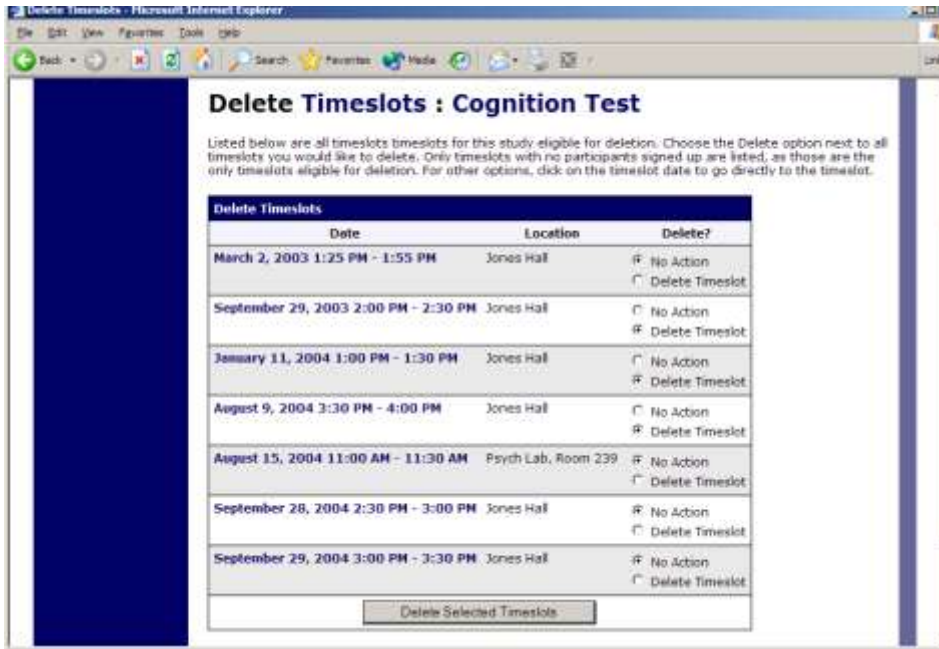 Delete Timeslots - Microsoft Internet Explorer
File Edit View Favorites Tools Help
Back Search Favorites Media
Delete Timeslots : Cognition Test
Listed below are all timeslots timeslots for this study eligible for deletion. Choose the Delete option next to all
timeslots you would like to delete. Only timeslots with no participants signed up are listed, as those are the
only timeslots eligible for deletion. For other options, click on the timeslot date to go directly to the timeslot.
Delete Timeslots
Date Location Delete?
March 2, 2003 1:25 PM - 1:55 PM Jones Hall No Action
Delete Timeslot
September 29, 2003 2:00 PM - 2:30 PM Jones Hall No Action
Delete Timeslot
January 11, 2004 1:00 PM - 1:30 PM Jones Hall No Action
Delete Timeslot
August 9, 2004 3:30 PM - 4:00 PM Jones Hall No Action
Delete Timeslot
August 15, 2004 11:00 AM - 11:30 AM Psych Lab, Room 239 No Action
Delete Timeslot
September 28, 2004 2:30 PM - 3:00 PM Jones Hall No Action
Delete Timeslot
September 29, 2004 3:00 PM - 3:30 PM Jones Hall No Action
Delete Timeslot
Delete Selected Timeslots